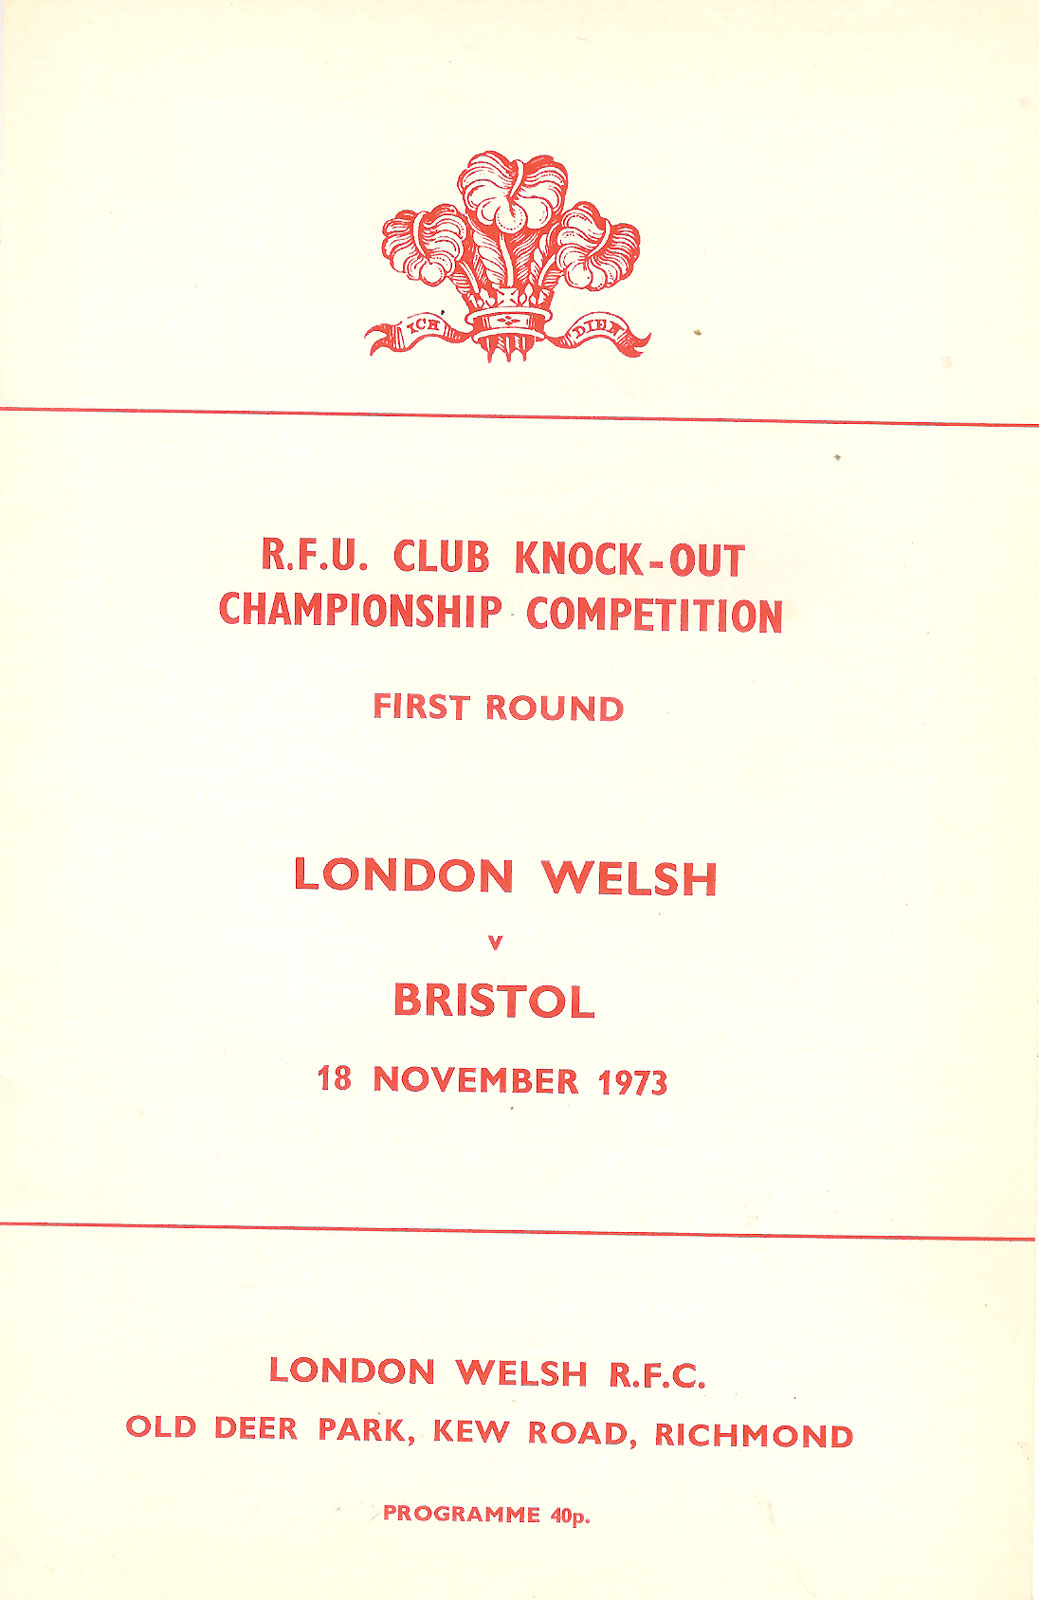 ICH DIEN
R.F.U. CLUB KNOCK-OUT
CHAMPIONSHIP COMPETITION
FIRST ROUND
LONDON WELSH
v
BRISTOL
18 NOVEMBER 1973
LONDON WELSH R.F.C.
OLD DEER PARK, KEW ROAD, RICHMOND
PROGRAMME 40p.